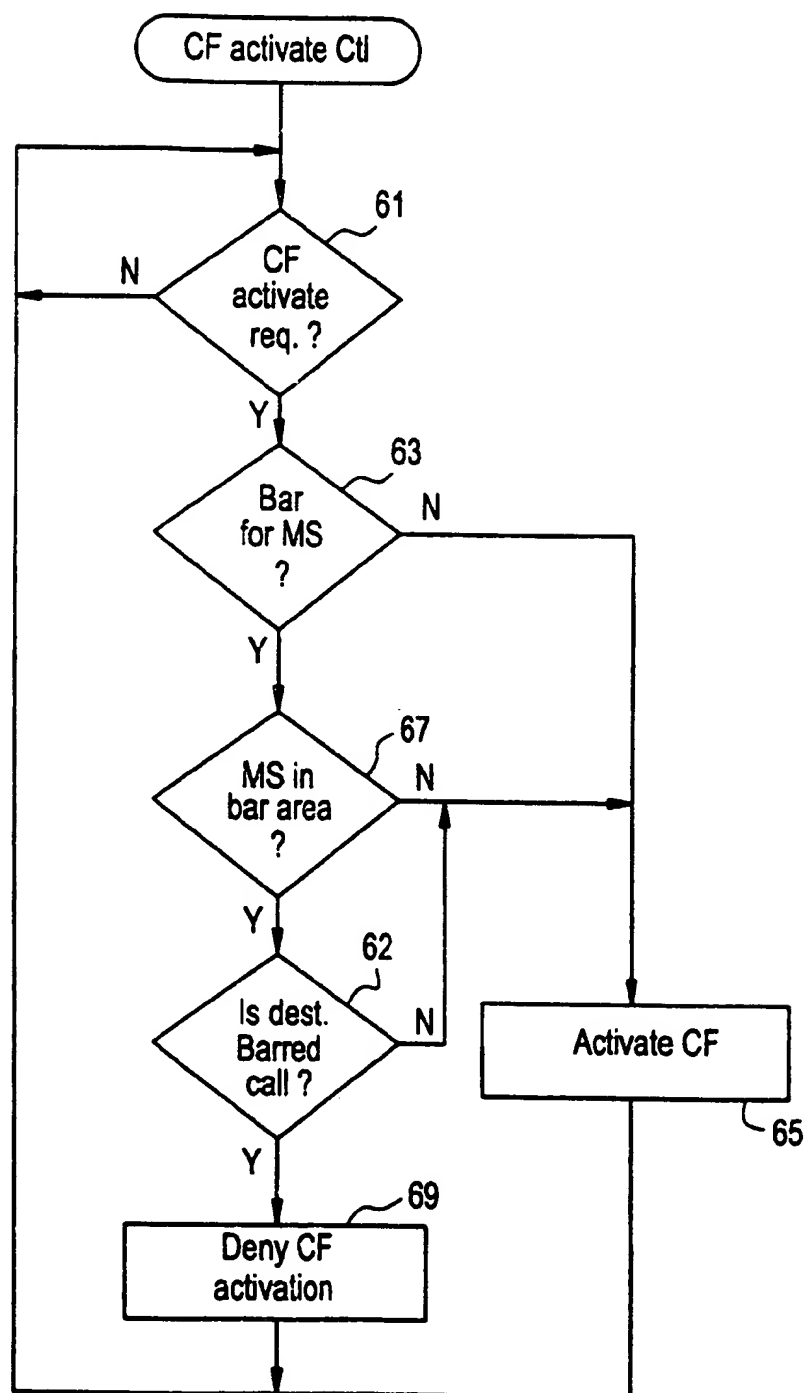 CF activate Ctl
61
CF
activate
req. ?
N
Y
63
Bar
for MS
?
N
Y
67
MS in
bar area
?
N
Y
62
Is dest.
Barred
call ?
N
Y
Activate CF
65
69
Deny CF
activation